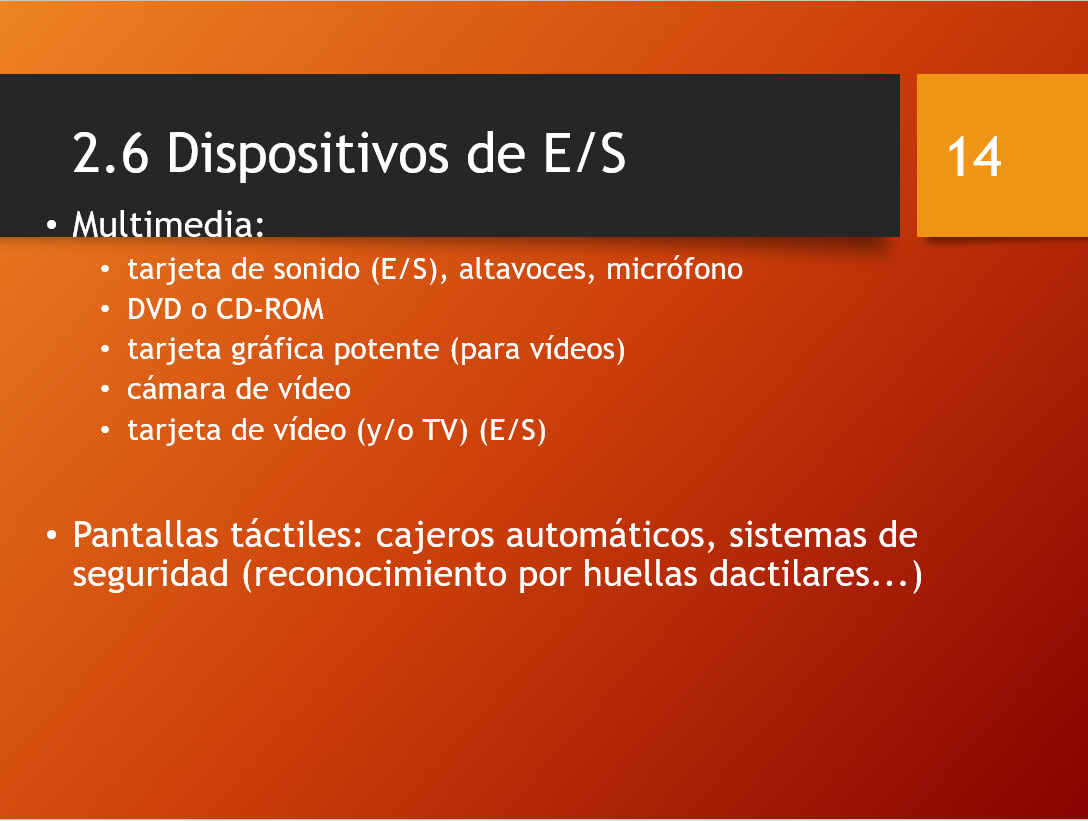 2.6 Dispositivos de E/S
14
• Multimedia:
• tarjeta de sonido (E/S), altavoces, micrófono
• DVD o CD-ROM
• tarjeta gráfica potente (para vídeos)
• cámara de vídeo
• tarjeta de vídeo (y/o TV) (E/S)
• Pantallas táctiles: cajeros automáticos, sistemas de
seguridad (reconocimiento por huellas dactilares...)